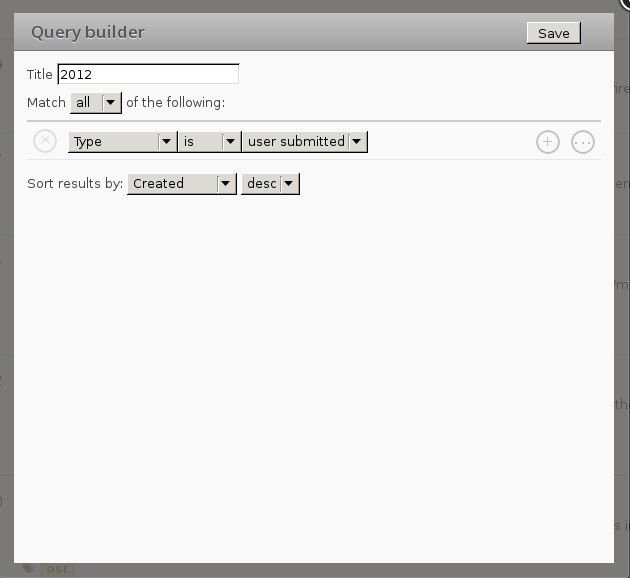 Query builder
Save
Title 2012
Match all of the following:
Type is user submitted
Sort results by: Created desc
osr